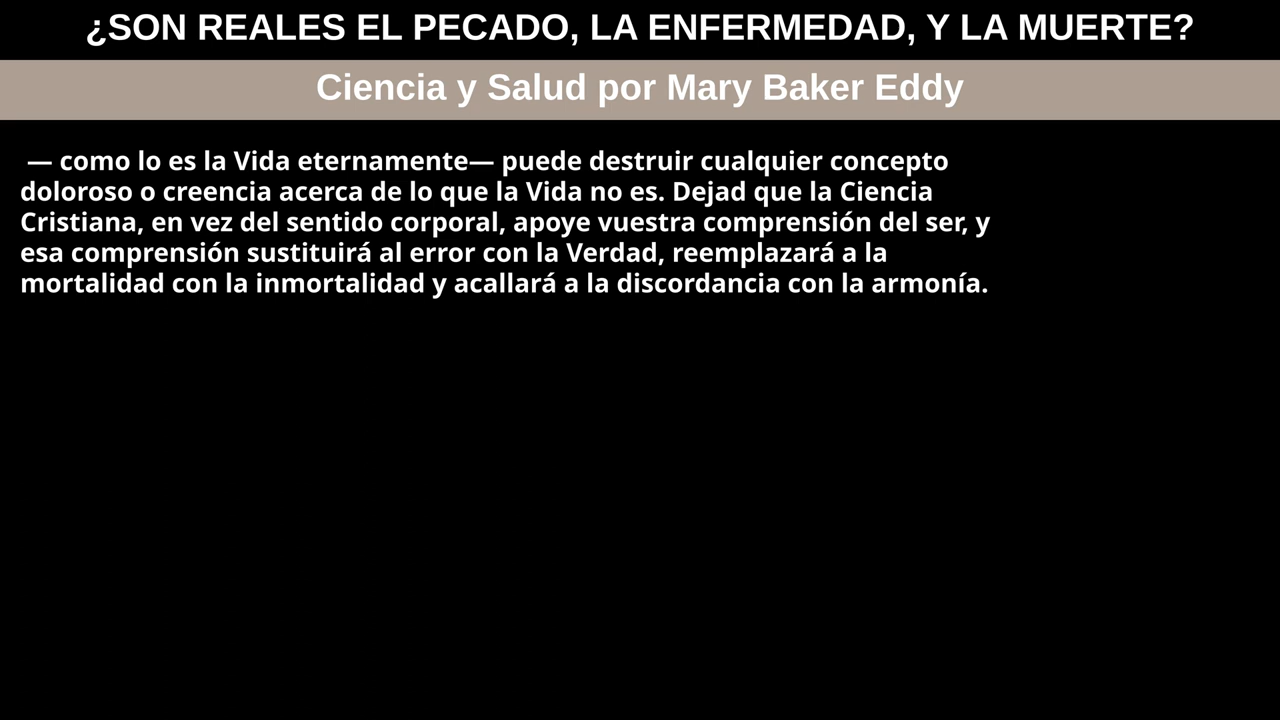 ¿SON REALES EL PECADO, LA ENFERMEDAD, Y LA MUERTE?
Ciencia y Salud por Mary Baker Eddy
— como lo es la Vida eternamente— puede destruir cualquier concepto
doloroso o creencia acerca de lo que la Vida no es. Dejad que la Ciencia
Cristiana, en vez del sentido corporal, apoye vuestra comprensión del ser, y
esa comprensión sustituirá al error con la Verdad, reemplazará a la
mortalidad con la inmortalidad y acallará a la discordancia con la armonía.